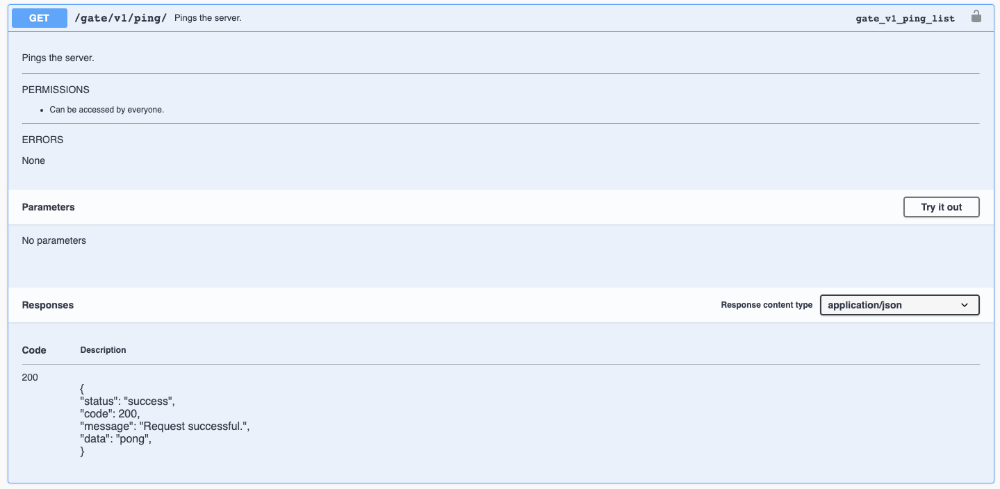 GET /gate/v1/ping/ Pings the server. gate_v1_ping_list
Pings the server.
PERMISSIONS
• Can be accessed by everyone.
ERRORS
None
Parameters Try it out
No parameters
Responses Response content type application/json
Code Description
200
{
"status": "success",
"code": 200,
"message": "Request successful.",
"data": "pong",
}